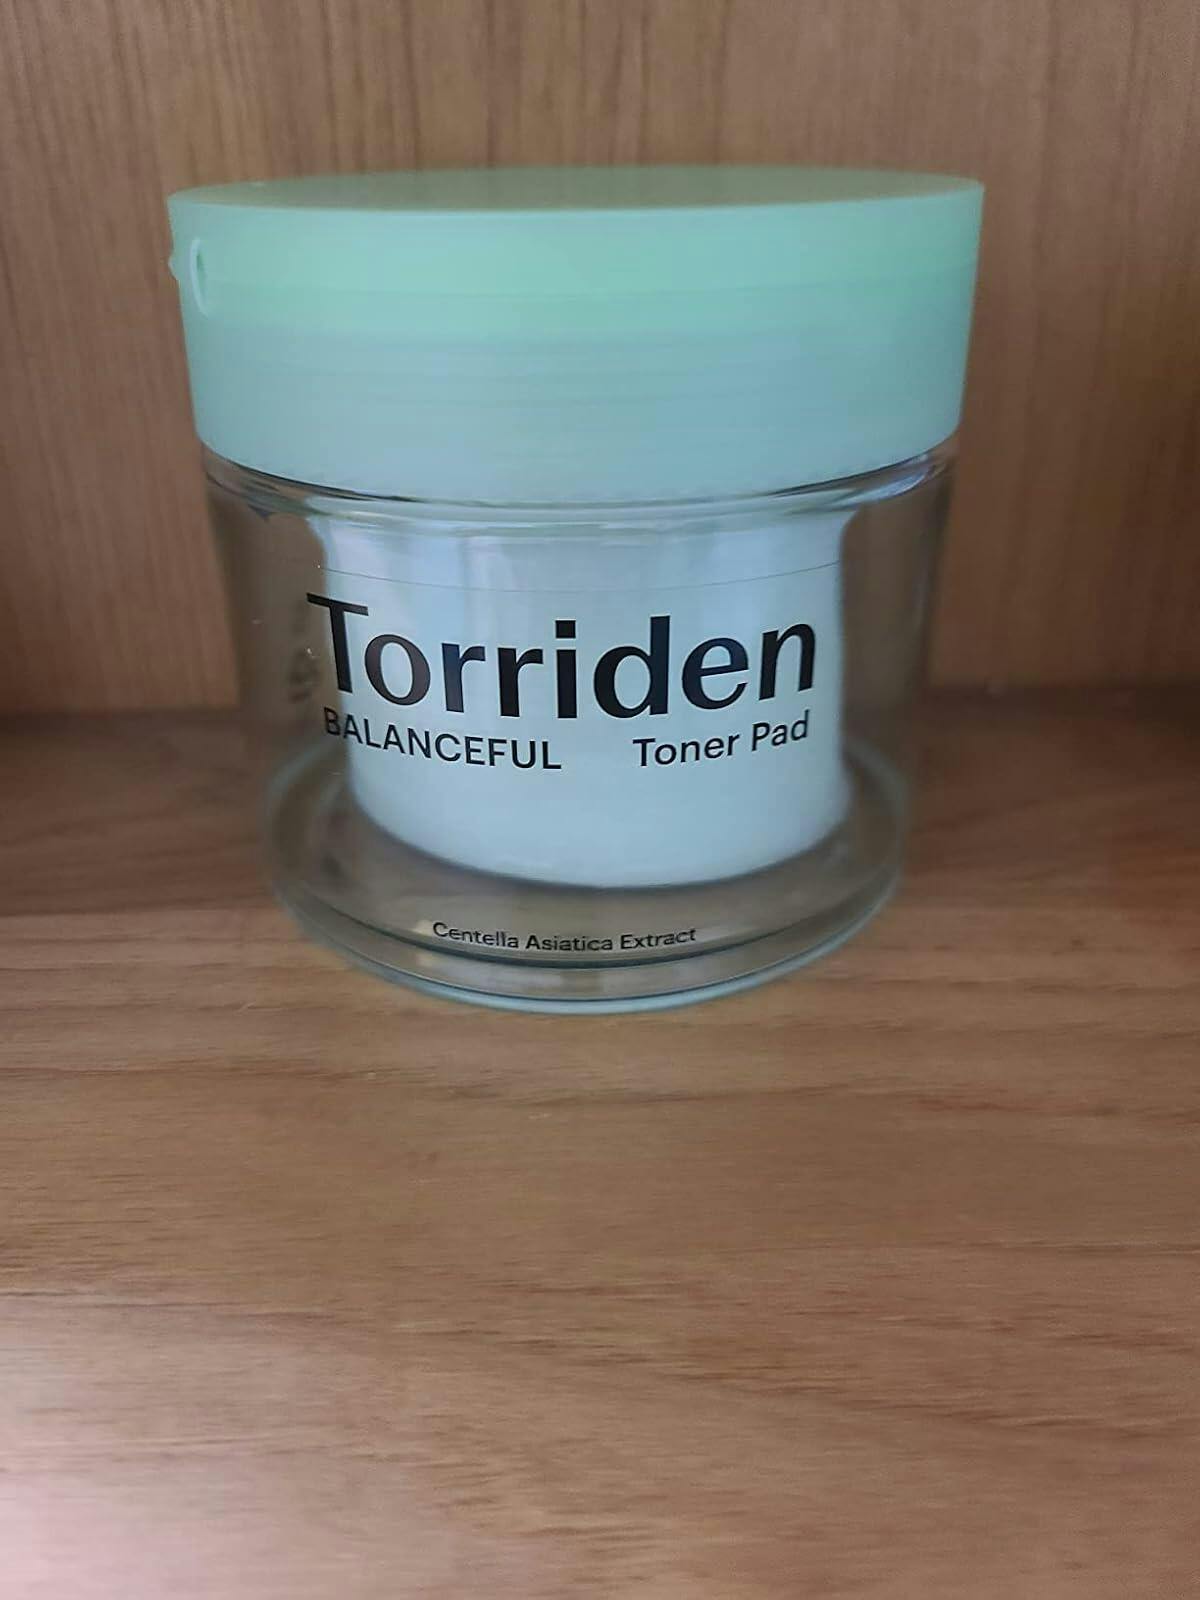 Torriden
BALANCEFUL Toner Pad
Centella Asiatica Extract